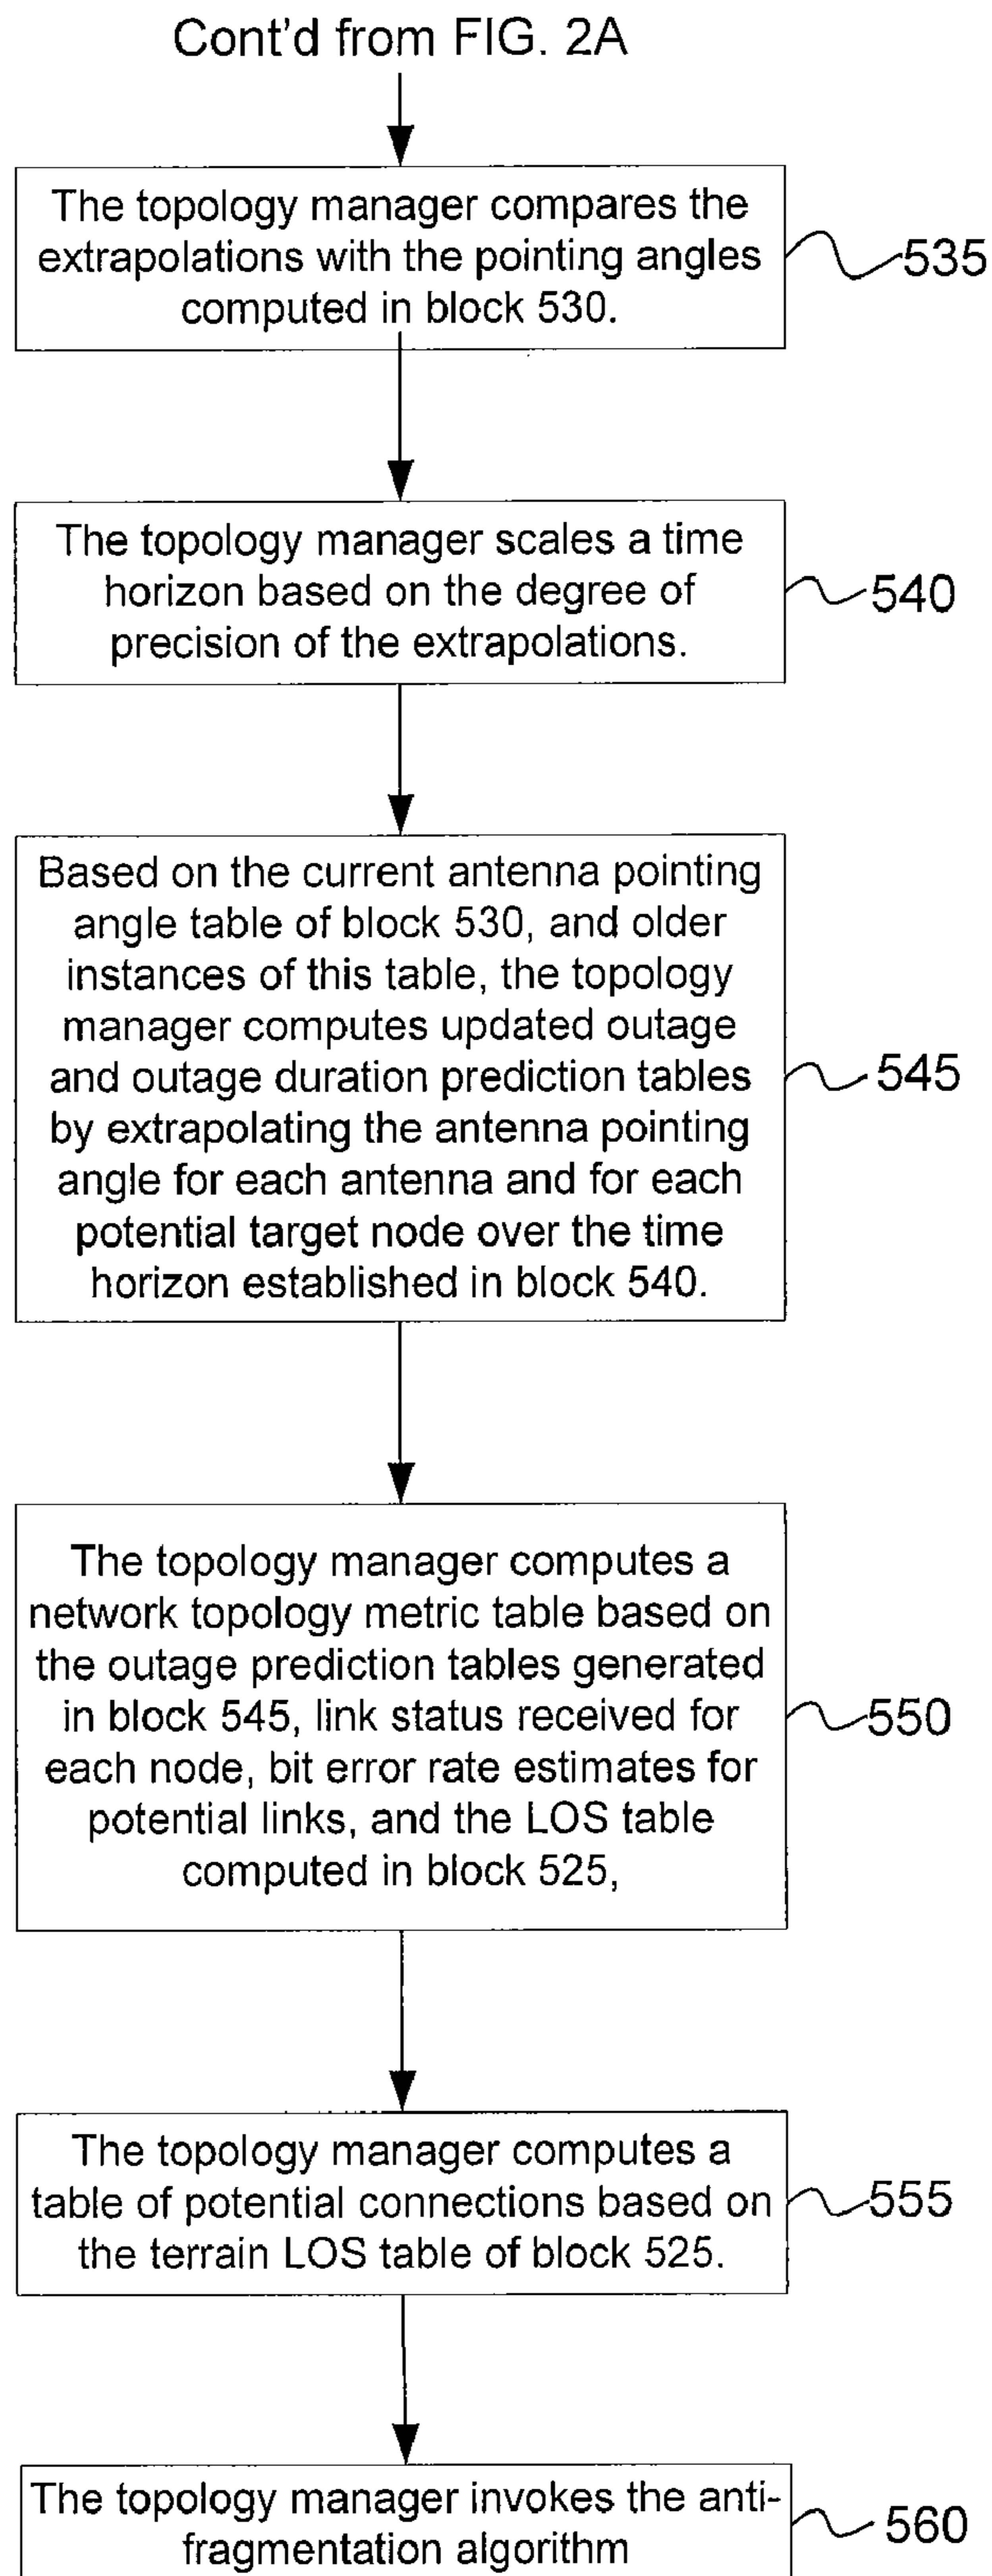 Cont'd from FIG. 2A
The topology manager compares the
extrapolations with the pointing angles
computed in block 530.
535
The topology manager scales a time
horizon based on the degree of
precision of the extrapolations.
540
Based on the current antenna pointing
angle table of block 530, and older
instances of this table, the topology
manager computes updated outage
and outage duration prediction tables
by extrapolating the antenna pointing
angle for each antenna and for each
potential target node over the time
horizon established in block 540.
545
The topology manager computes a
network topology metric table based on
the outage prediction tables generated
in block 545, link status received for
each node, bit error rate estimates for
potential links, and the LOS table
computed in block 525,
550
The topology manager computes a
table of potential connections based on
the terrain LOS table of block 525.
555
The topology manager invokes the anti-
fragmentation algorithm
560